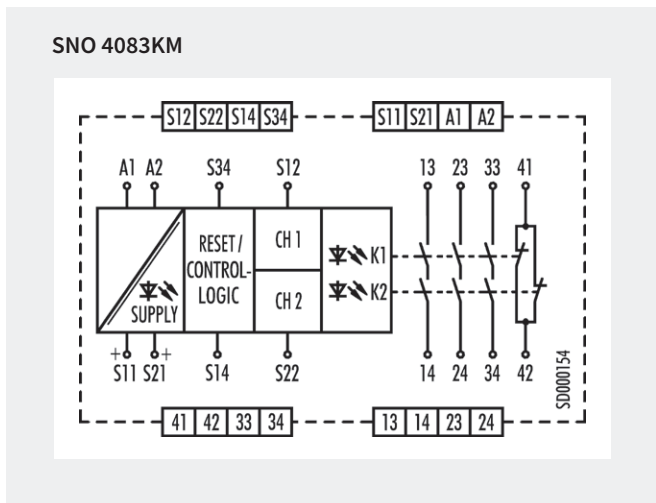 SNO 4083KM
S12 S22 S14 S34 S11 S21 A1 A2
A1 A2 S34 S12 13 23 33 41
RESET /
CONTROL-
LOGIC
SUPPLY
CH 1
CH 2
K1
K2
+ +
S11 S21 S14 S22 14 24 34 42
SD000154
41 42 33 34 13 14 23 24